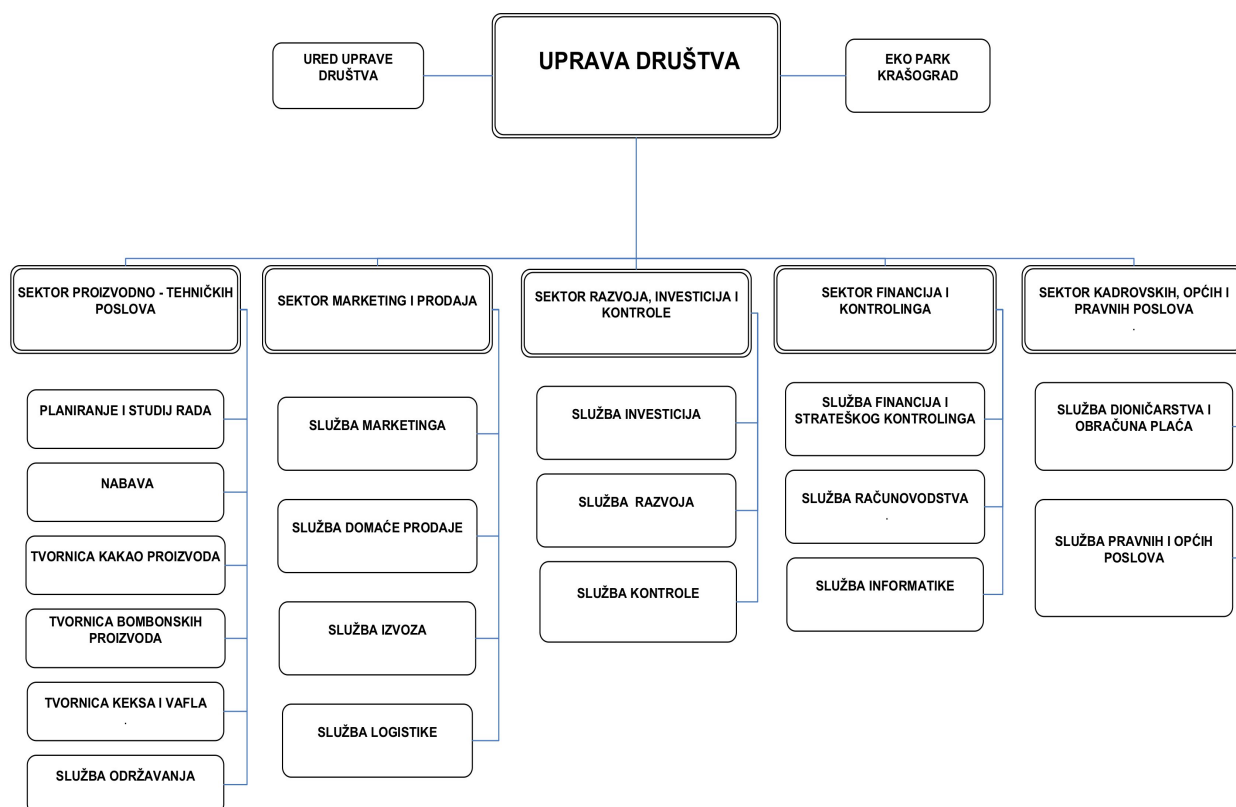 URED UPRAVE
DRUŠTVA
UPRAVA DRUŠTVA
EKO PARK
KRAŠOGRAD
SEKTOR PROIZVODNO - TEHNIČKIH
POSLOVA
PLANIRANJE I STUDIJ RADA
NABAVA
TVORNICA KAKAO PROIZVODA
TVORNICA BOMBONSKIH
PROIZVODA
TVORNICA KEKSA I VAFLA
.
SLUŽBA ODRŽAVANJA
SEKTOR MARKETING I PRODAJA
SLUŽBA MARKETINGA
SLUŽBA DOMAĆE PRODAJE
SLUŽBA IZVOZA
SLUŽBA LOGISTIKE
SEKTOR RAZVOJA, INVESTICIJA I
KONTROLE
SLUŽBA INVESTICIJA
SLUŽBA RAZVOJA
SLUŽBA KONTROLE
SEKTOR FINANCIJA I
KONTROLINGA
SLUŽBA FINANCIJA I
STRATEŠKOG KONTROLINGA
SLUŽBA RAČUNOVODSTVA
.
SLUŽBA INFORMATIKE
SEKTOR KADROVSKIH, OPĆIH I
PRAVNIH POSLOVA
.
SLUŽBA DIONIČARSTVA I
OBRAČUNA PLAĆA
SLUŽBA PRAVNIH I OPĆIH
POSLOVA